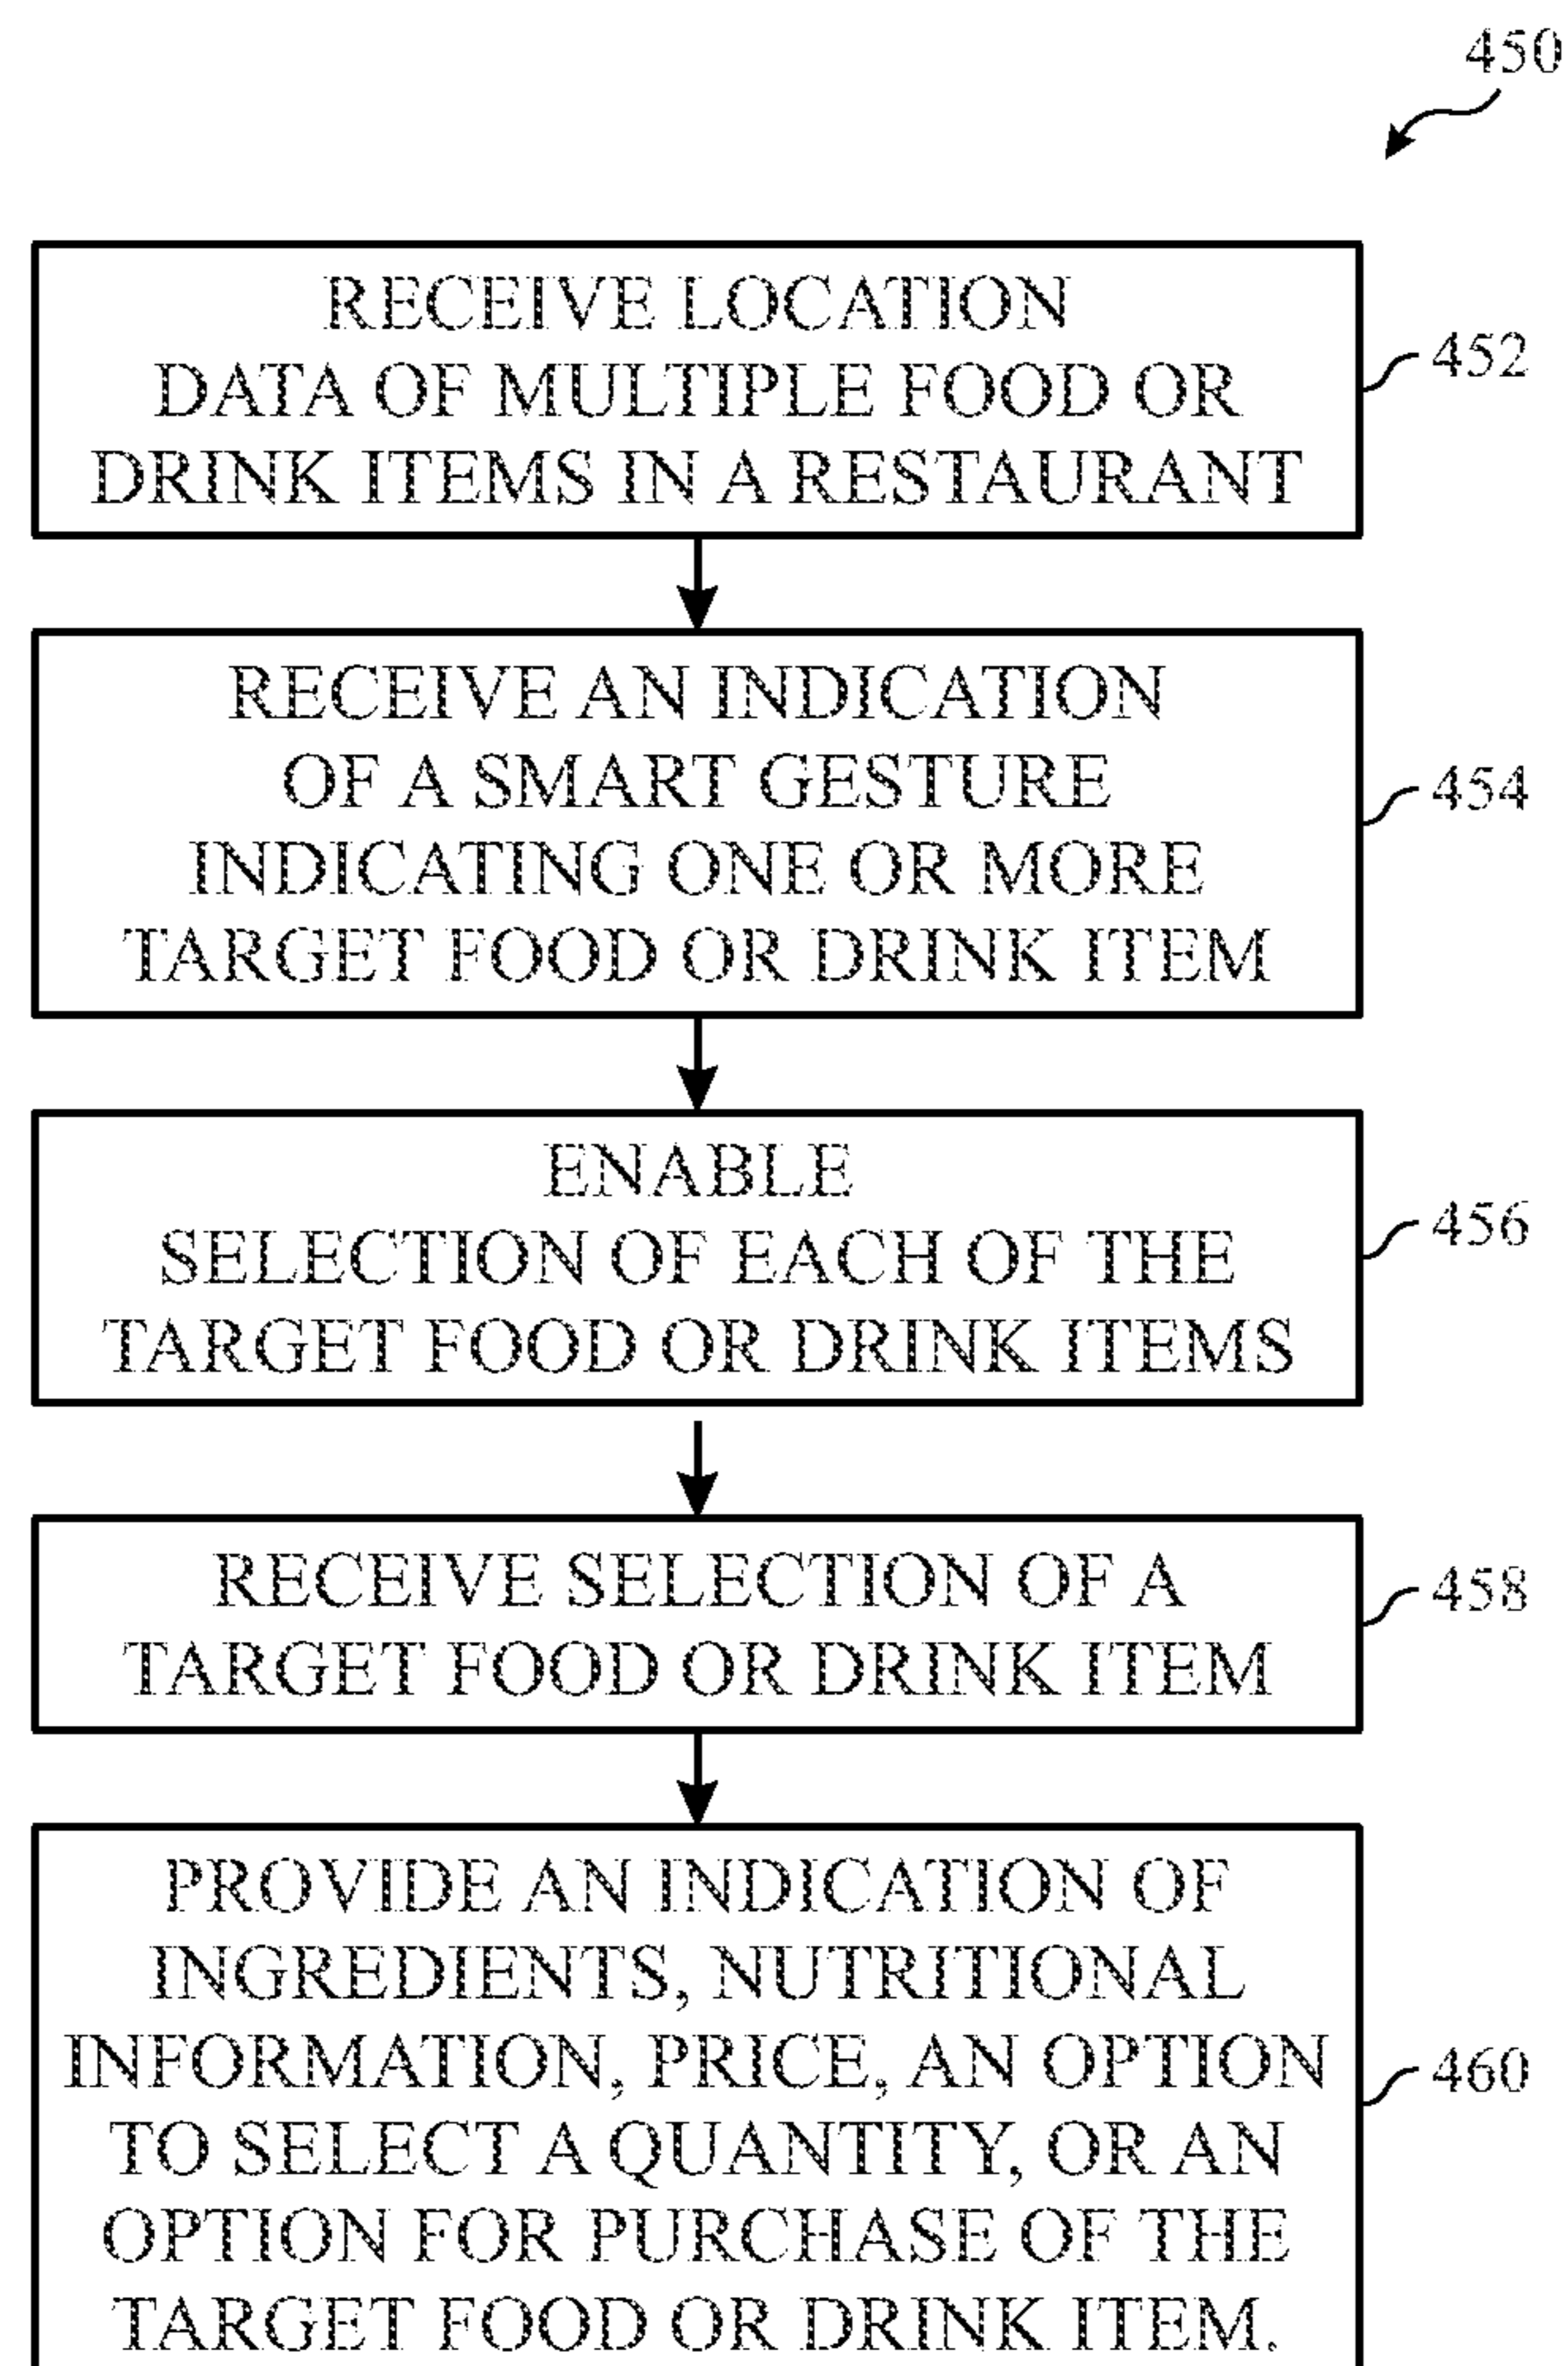 450
RECEIVE LOCATION
DATA OF MULTIPLE FOOD OR
DRINK ITEMS IN A RESTAURANT
452
RECEIVE AN INDICATION
OF A SMART GESTURE
INDICATING ONE OR MORE
TARGET FOOD OR DRINK ITEM
454
ENABLE
SELECTION OF EACH OF THE
TARGET FOOD OR DRINK ITEMS
456
RECEIVE SELECTION OF A
TARGET FOOD OR DRINK ITEM
458
PROVIDE AN INDICATION OF
INGREDIENTS, NUTRITIONAL
INFORMATION, PRICE, AN OPTION
TO SELECT A QUANTITY, OR AN
OPTION FOR PURCHASE OF THE
TARGET FOOD OR DRINK ITEM.
460